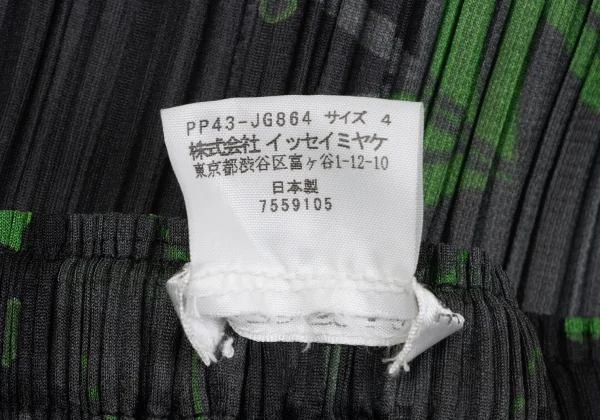 PP43-JG864 サイズ 4
株式会社 イッセイミヤケ
東京都渋谷区富ヶ谷1-12-10
日本製
7559105